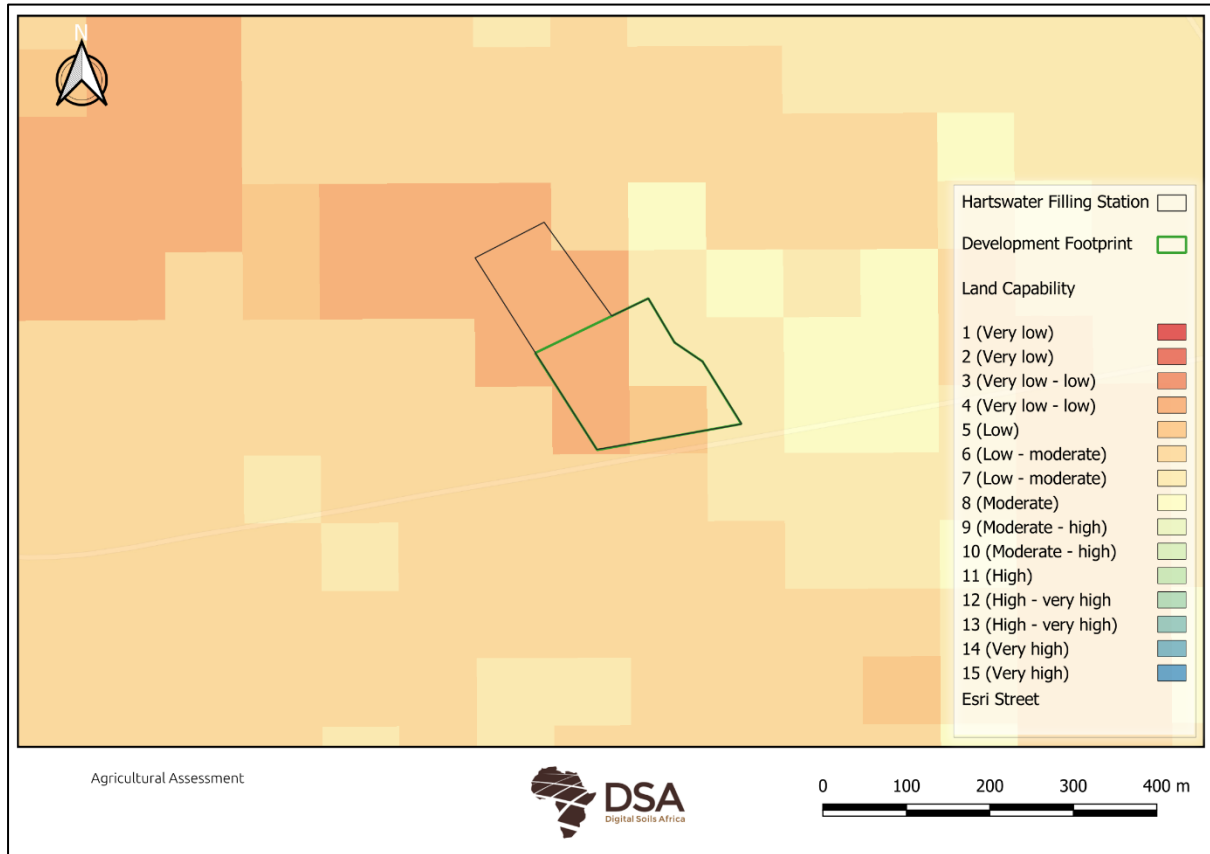 N
Hartswater Filling Station
Development Footprint
Land Capability
1 (Very low)
2 (Very low)
3 (Very low - low)
4 (Very low - low)
5 (Low)
6 (Low - moderate)
7 (Low - moderate)
8 (Moderate)
9 (Moderate - high)
10 (Moderate - high)
11 (High)
12 (High - very high
13 (High - very high)
14 (Very high)
15 (Very high)
Esri Street
Agricultural Assessment
DSA
Digital Soils Africa
0 100 200 300 400 m